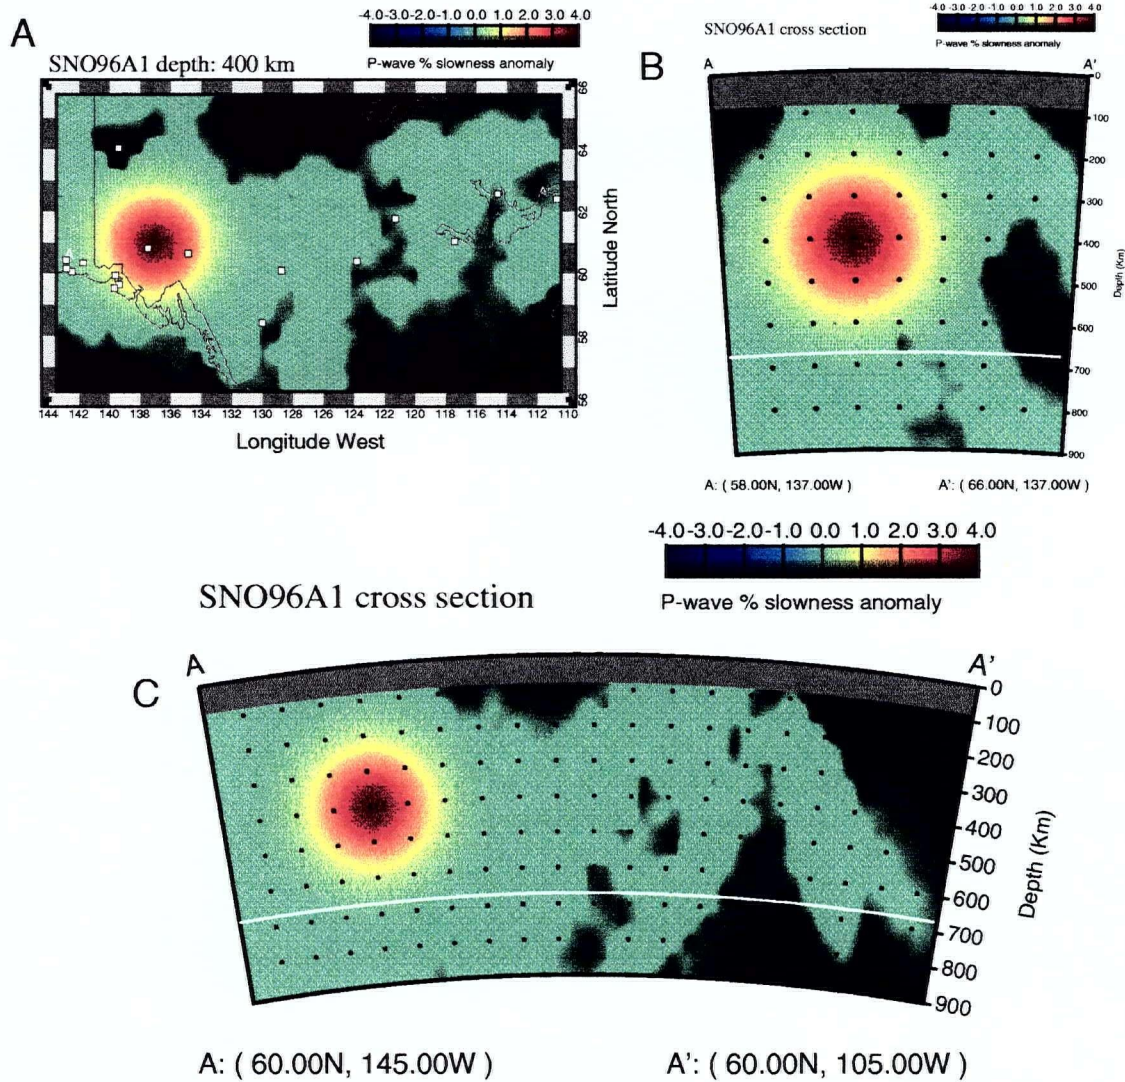 A
-4.0-3.0-2.0-1.0 0.0 1.0 2.0 3.0 4.0
P-wave % slowness anomaly
SNO96A1 depth: 400 km
66
64
62
60
58
56
Latitude North
144 142 140 138 136 134 132 130 128 126 124 122 120 118 116 114 112 110
Longitude West
-4.0-3.0-2.0-1.0 0.0 1.0 2.0 3.0 4.0
P-wave % slowness anomaly
SNO96A1 cross section
B
A
A'
0
100
200
300
400
500
600
700
800
900
Depth (Km)
A: ( 58.00N, 137.00W )
A': ( 66.00N, 137.00W )
-4.0-3.0-2.0-1.0 0.0 1.0 2.0 3.0 4.0
P-wave % slowness anomaly
SNO96A1 cross section
C
A
A'
0
100
200
300
400
500
600
700
800
900
Depth (Km)
A: ( 60.00N, 145.00W )
A': ( 60.00N, 105.00W )